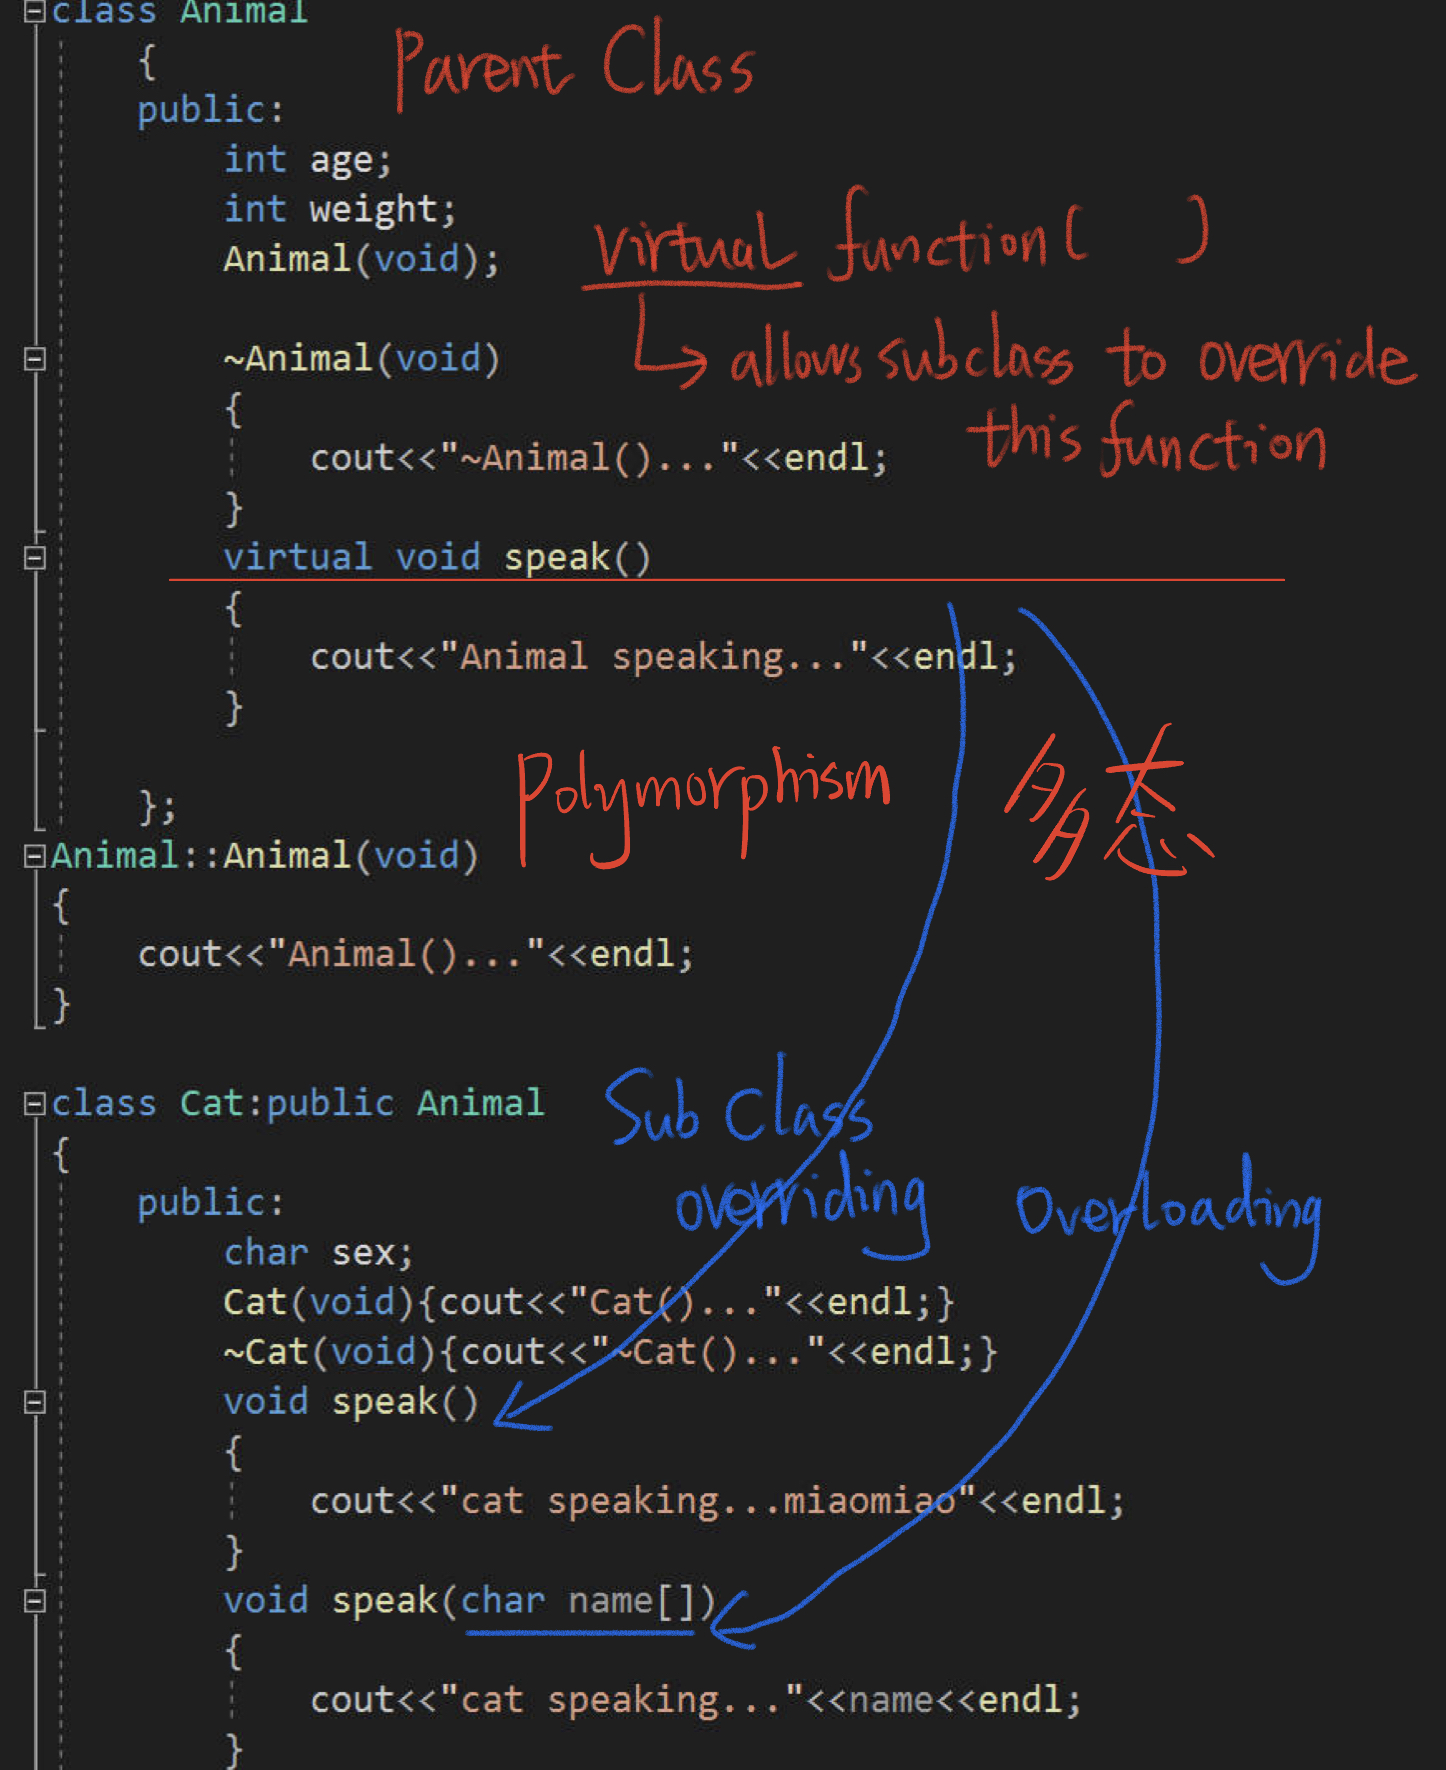 class Animal
{
Parent Class
public:
int age;
int weight;
virtual function( )
Animal(void);
allows subclass to override
~Animal(void)
{
this function
cout<<"~Animal()..."<<endl;
}
virtual void speak()
{
cout<<"Animal speaking..."<<endl;
}
Polymorphism 多态
};
Animal::Animal(void)
{
cout<<"Animal()..."<<endl;
}
class Cat:public Animal
Sub Class
{
overriding Overloading
public:
char sex;
Cat(void){cout<<"Cat()..."<<endl;}
~Cat(void){cout<<"~Cat()..."<<endl;}
void speak()
{
cout<<"cat speaking...miaomiao"<<endl;
}
void speak(char name[])
{
cout<<"cat speaking..."<<name<<endl;
}